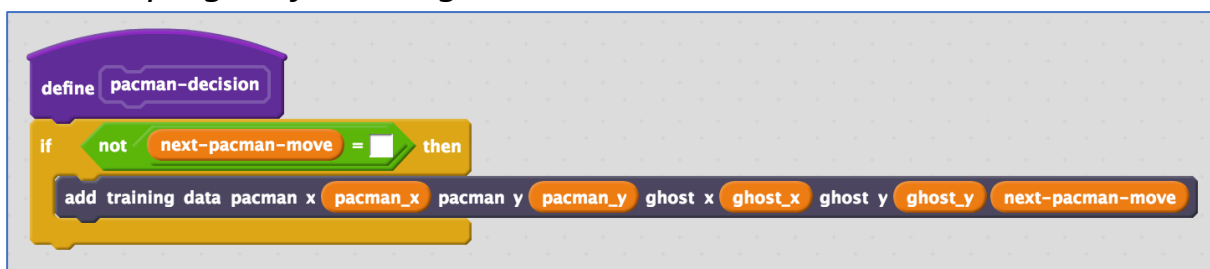 define pacman-decision
if not next-pacman-move = then
add training data pacman x pacman_x pacman y pacman_y ghost x ghost_x ghost y ghost_y next-pacman-move